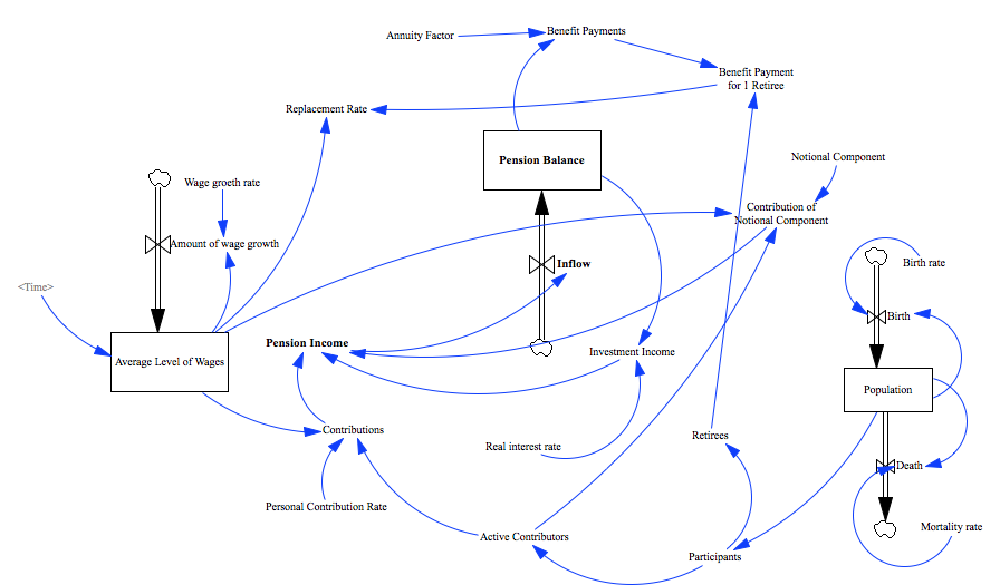 Annuity Factor
Benefit Payments
Benefit Payment
for 1 Retiree
Replacement Rate
Pension Balance
Notional Component
Wage groeth rate
Contribution of
Notional Component
Amount of wage growth
Inflow
Birth rate
<Time>
Birth
Pension Income
Investment Income
Average Level of Wages
Population
Contributions
Retirees
Real interest rate
Death
Personal Contribution Rate
Mortality rate
Active Contributors
Participants